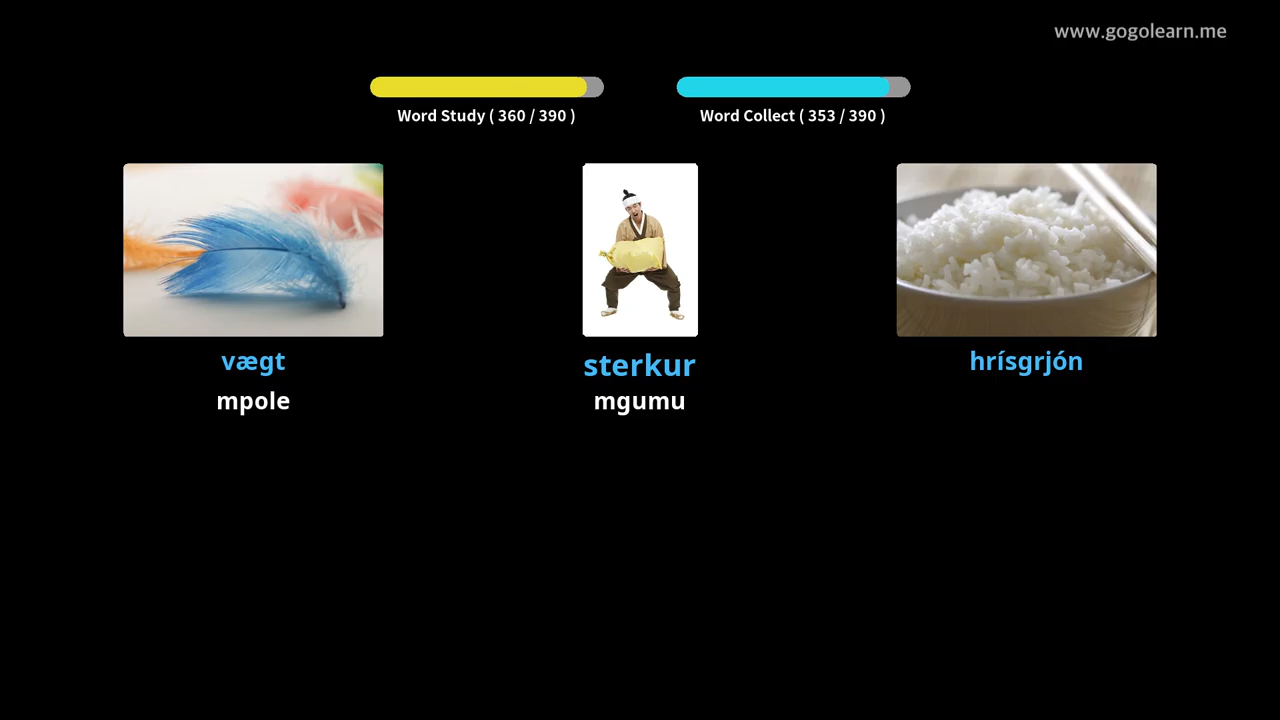 www.gogolearn.me
Word Study ( 360 / 390 )
Word Collect ( 353 / 390 )
vægt
sterkur
hrísgrjón
mpole
mgumu